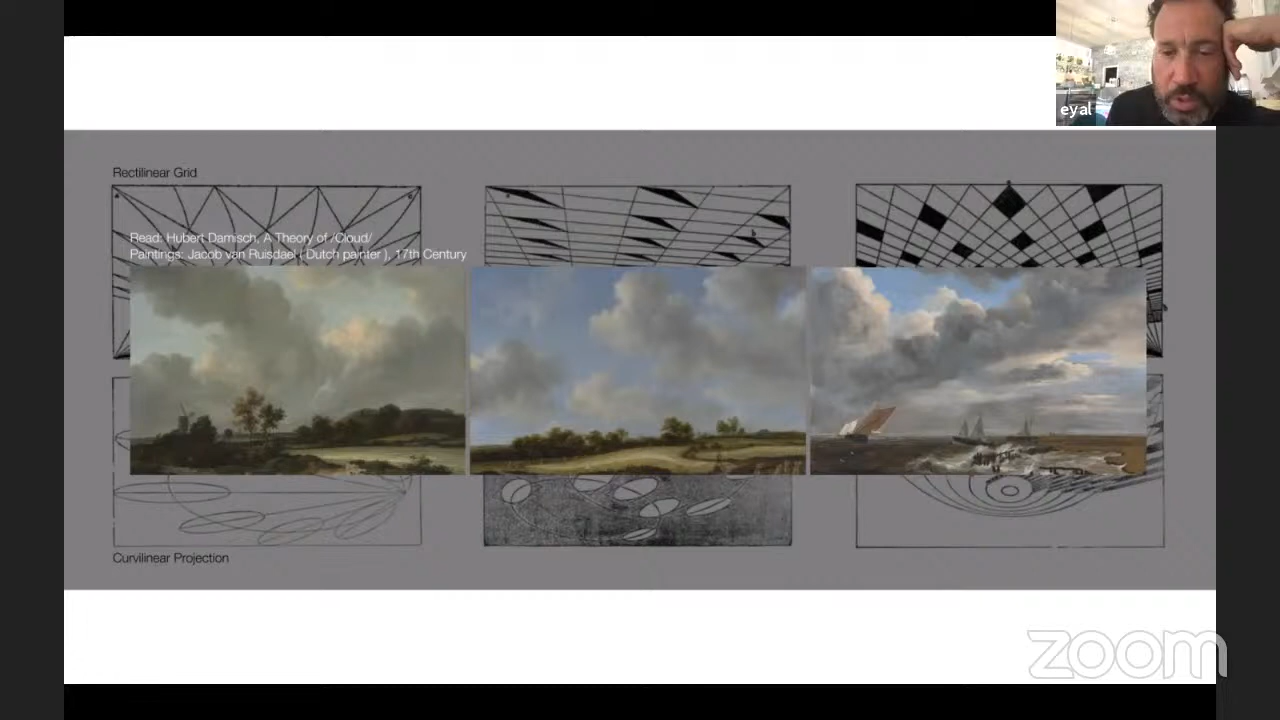 eyal
Rectilinear Grid
Read: Hubert Damisch, A Theory of /Cloud/
Paintings: Jacob van Ruisdael ( Dutch painter ), 17th Century
Curvilinear Projection
zoom